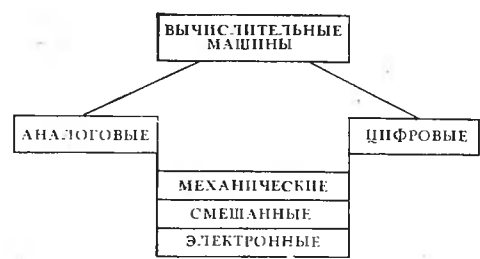 ВЫЧИСЛИТЕЛЬНЫЕ
МАШИНЫ
АНАЛОГОВЫЕ
ЦИФРОВЫЕ
МЕХАНИЧЕСКИЕ
СМЕШАННЫЕ
ЭЛЕКТРОННЫЕ